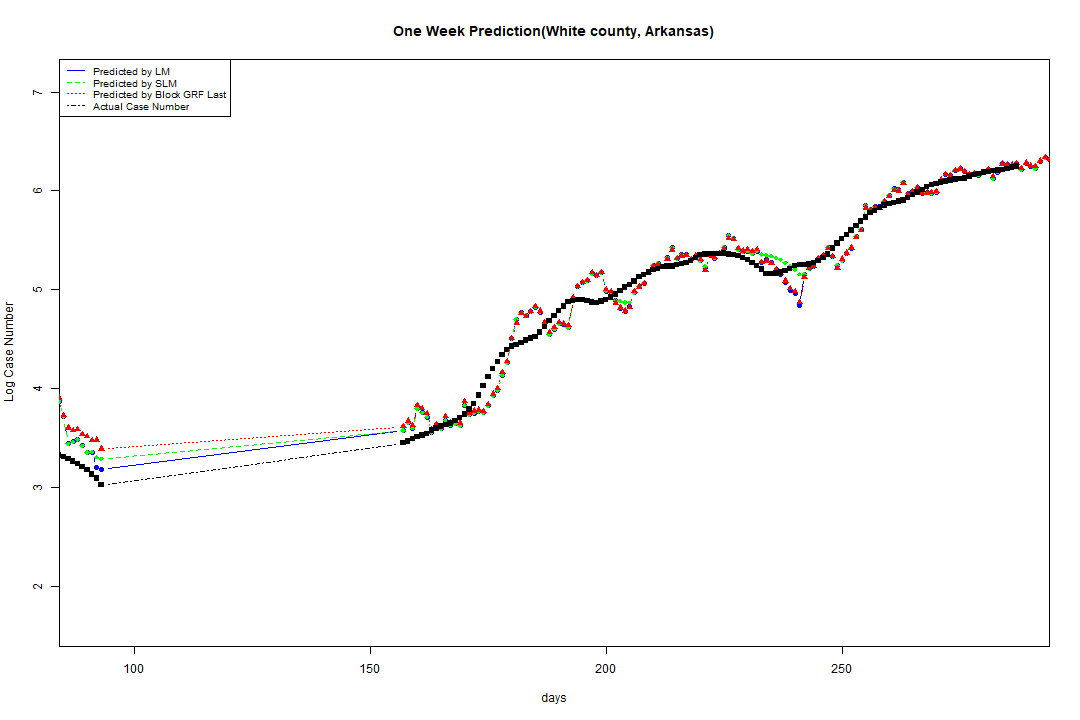 One Week Prediction(White county, Arkansas)
Predicted by LM
Predicted by SLM
Predicted by Block GRF Last
Actual Case Number
7
6
5
4
3
2
Log Case Number
100 150 200 250
days